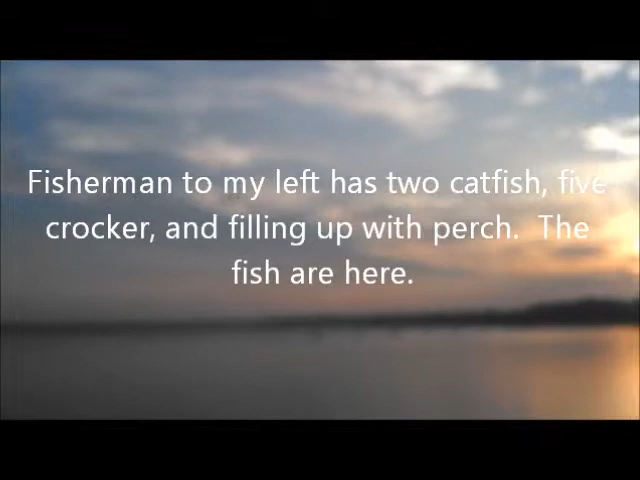 Fisherman to my left has two catfish, five
crocker, and filling up with perch.  The
fish are here.